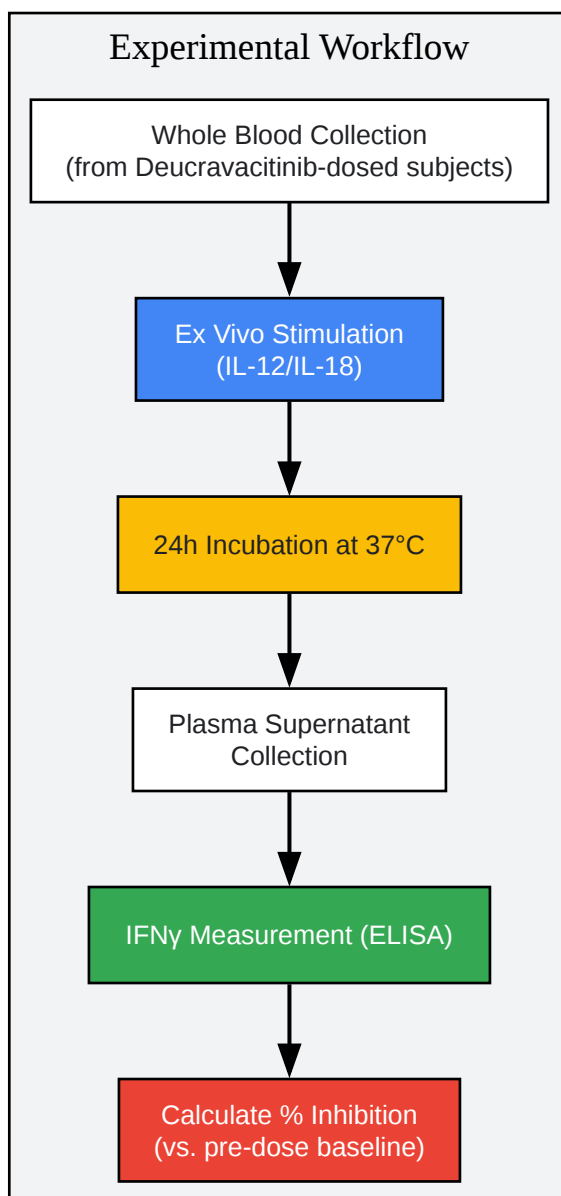 Experimental Workflow
Whole Blood Collection
(from Deucravacitinib-dosed subjects)
Ex Vivo Stimulation
(IL-12/IL-18)
24h Incubation at 37°C
Plasma Supernatant
Collection
IFNγ Measurement (ELISA)
Calculate % Inhibition
(vs. pre-dose baseline)